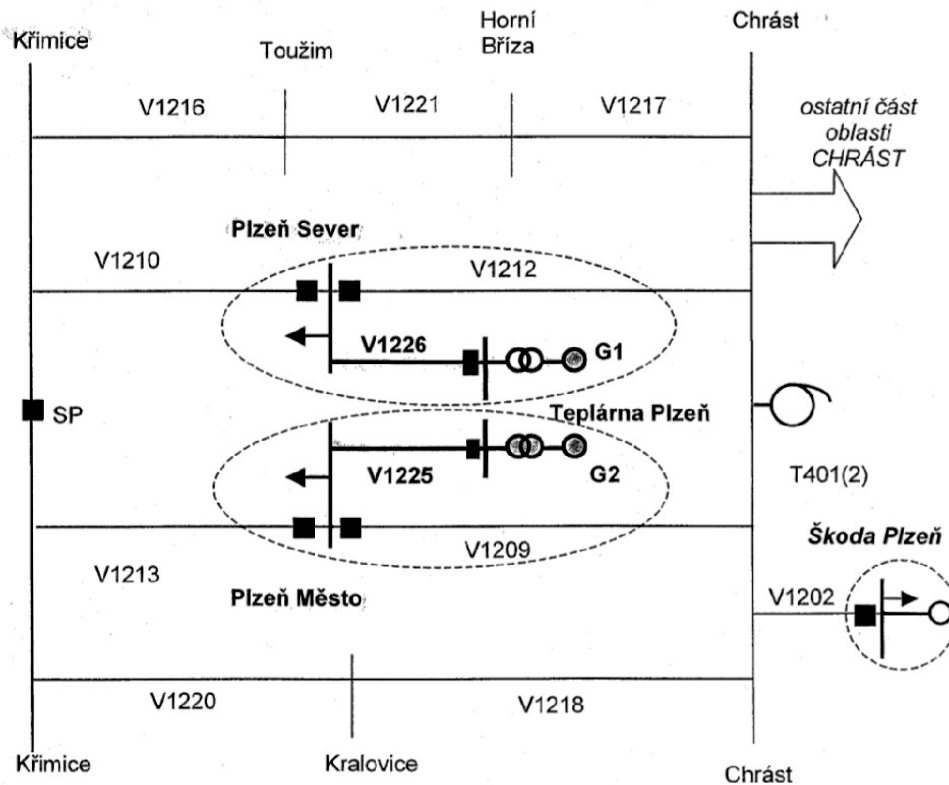 Křimice
Toužim
Horní
Bříza
Chrást
V1216
V1221
V1217
ostatní část
oblasti
CHRÁST
Plzeň Sever
V1210
V1212
V1226
G1
SP
Teplárna Plzeň
V1225
G2
T401(2)
V1209
Škoda Plzeň
V1213
V1202
Plzeň Město
V1220
V1218
Křimice
Kralovice
Chrást